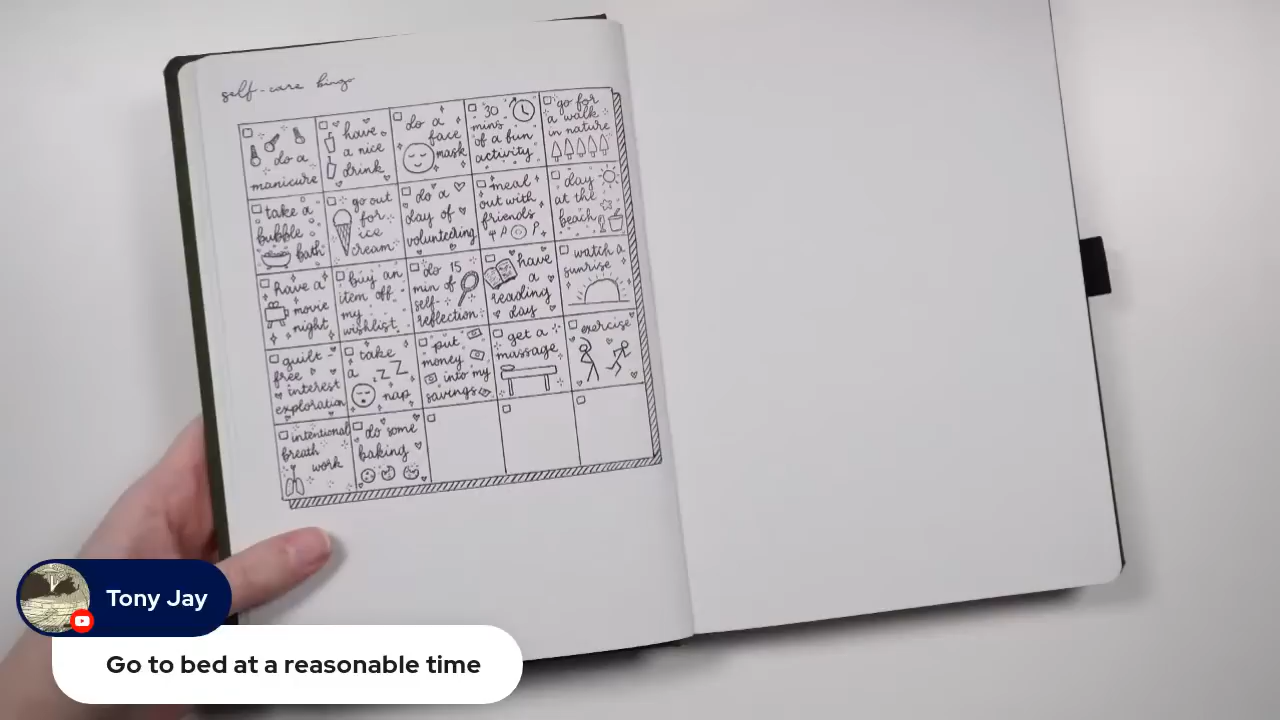 self-care bingo
do a
manicure
have
a nice
drink
do a
face
mask
30
mins
of a fun
activity
go for
a walk
in nature
take a
bubble
bath
go out
for
ice
cream
do a
day of
volunteering
meal
out with
friends
day
at the
beach
have a
movie
night
buy an
item off
my
wishlist
do 15
min of
self-
reflection
have
a
reading
day
watch a
sunrise
guilt-
free
interest
exploration
take
a
z Z Z
nap
put
money
into my
savings
get a
massage
exercise
intentional
breath
work
do some
baking
Tony Jay
Go to bed at a reasonable time